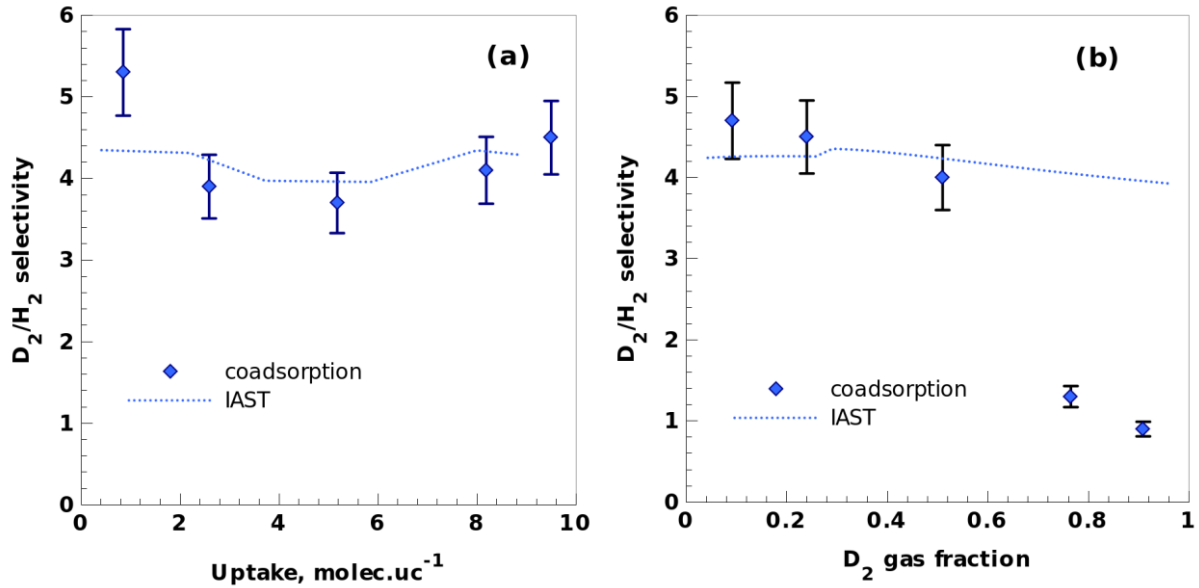 (a)
D₂/H₂ selectivity
6
5
4
3
2
1
0
coadsorption
IAST
0 2 4 6 8 10
Uptake, molec.uc⁻¹
(b)
D₂/H₂ selectivity
6
5
4
3
2
1
0
coadsorption
IAST
0 0.2 0.4 0.6 0.8 1
D₂ gas fraction